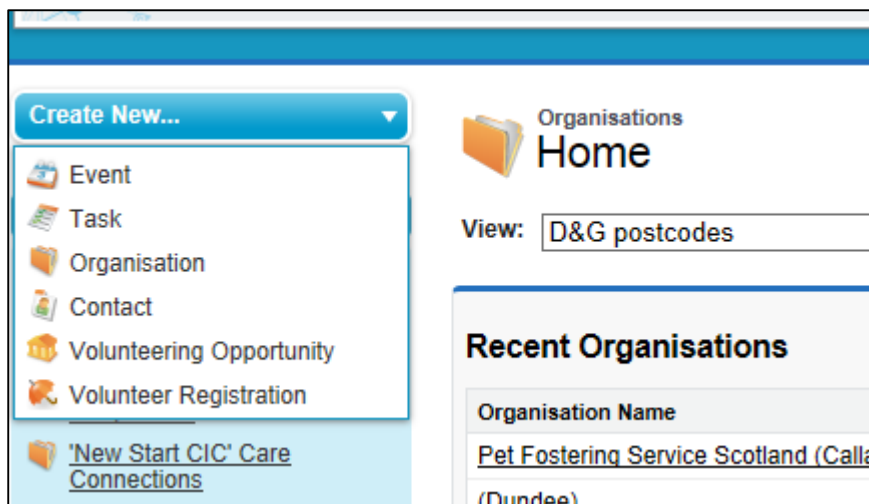 Create New...
Event
Task
Organisation
Contact
Volunteering Opportunity
Volunteer Registration
'New Start CIC' Care
Connections
Organisations
Home
View:
D&G postcodes
Recent Organisations
Organisation Name
Pet Fostering Service Scotland (Calla
(Dundee)